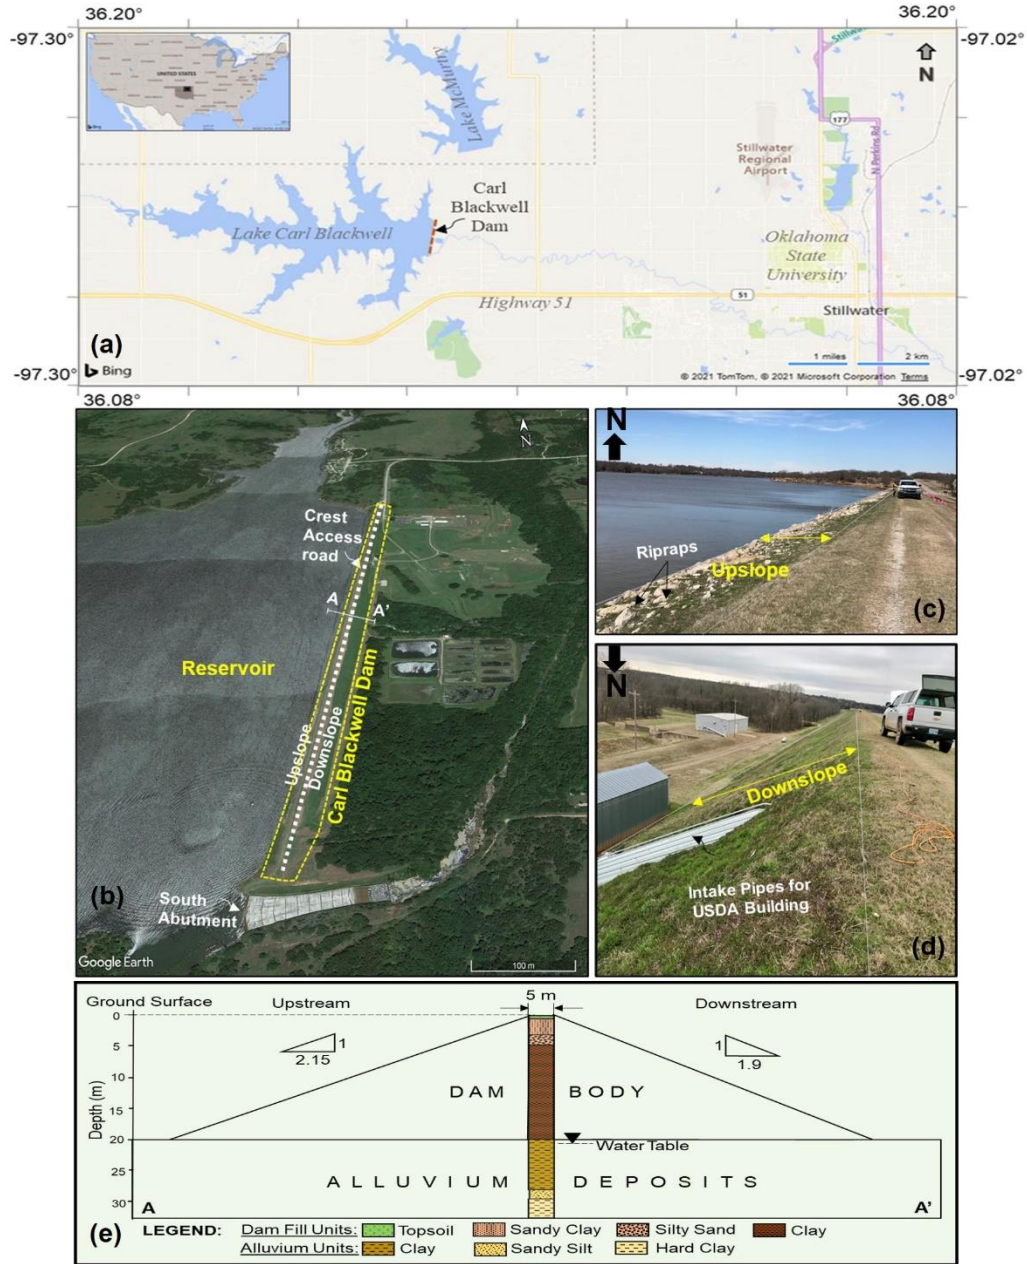 36.20° 36.20°
-97.30° -97.02°
UNITED STATES
Bing
N
Lake McMurtry
177
N Perkins Rd
Stillwater
Regional
Airport
Carl
Blackwell
Dam
Lake Carl Blackwell
Oklahoma
State
University
51
Highway 51
Stillwater
(a)
1 miles 2 km
Bing
© 2021 TomTom, © 2021 Microsoft Corporation Terms
-97.30° -97.02°
36.08° 36.08°
N
Crest
Access
road
A A'
Reservoir
Upslope
Downslope
Carl Blackwell Dam
(b)
South
Abutment
Google Earth
100 m
N
Ripraps
Upslope
(c)
N
Downslope
Intake Pipes for
USDA Building
(d)
5 m
Ground Surface Upstream Downstream
0
5
10
15
20
25
30
Depth (m)
1
2.15
1
1.9
DAM BODY
Water Table
ALLUVIUM DEPOSITS
A A'
(e)
LEGEND: Dam Fill Units: Topsoil Sandy Clay Silty Sand Clay
Alluvium Units: Clay Sandy Silt Hard Clay